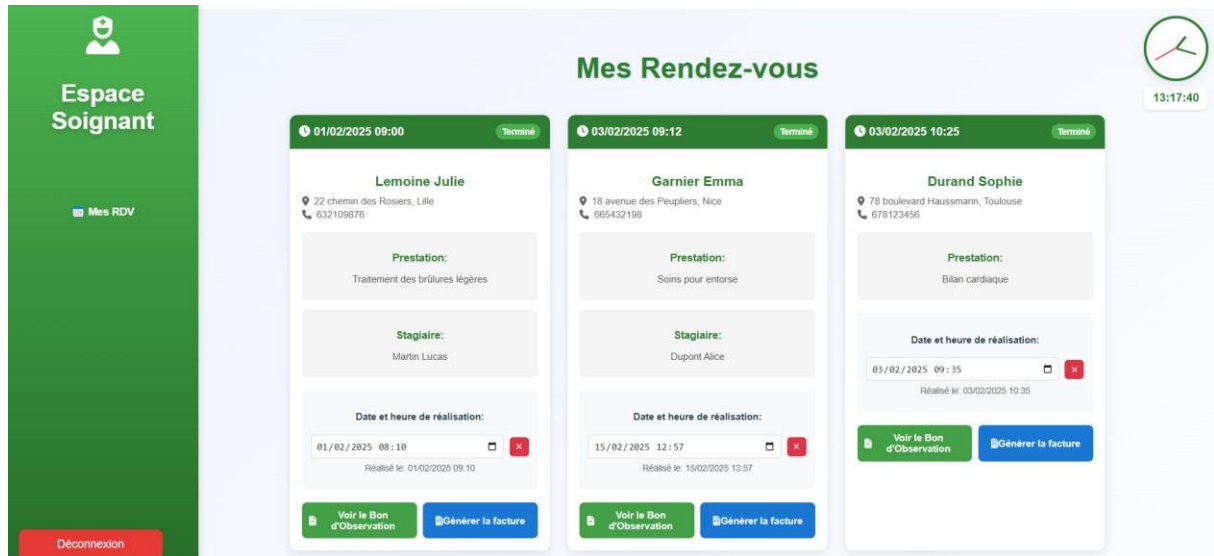 Espace
Soignant
Mes RDV
Déconnexion
Mes Rendez-vous
13:17:40
01/02/2025 09:00 Terminé
Lemoine Julie
22 chemin des Rosiers, Lille
632109876
Prestation:
Traitement des brûlures légères
Stagiaire:
Martin Lucas
Date et heure de réalisation:
01/02/2025 08:10
Réalisé le: 01/02/2025 09:10
Voir le Bon
d'Observation
Générer la facture
03/02/2025 09:12 Terminé
Garnier Emma
18 avenue des Peupliers, Nice
665432198
Prestation:
Soins pour entorse
Stagiaire:
Dupont Alice
Date et heure de réalisation:
15/02/2025 12:57
Réalisé le: 15/02/2025 13:57
Voir le Bon
d'Observation
Générer la facture
03/02/2025 10:25 Terminé
Durand Sophie
78 boulevard Haussmann, Toulouse
678123456
Prestation:
Bilan cardiaque
Date et heure de réalisation:
03/02/2025 09:35
Réalisé le: 03/02/2025 10:35
Voir le Bon
d'Observation
Générer la facture